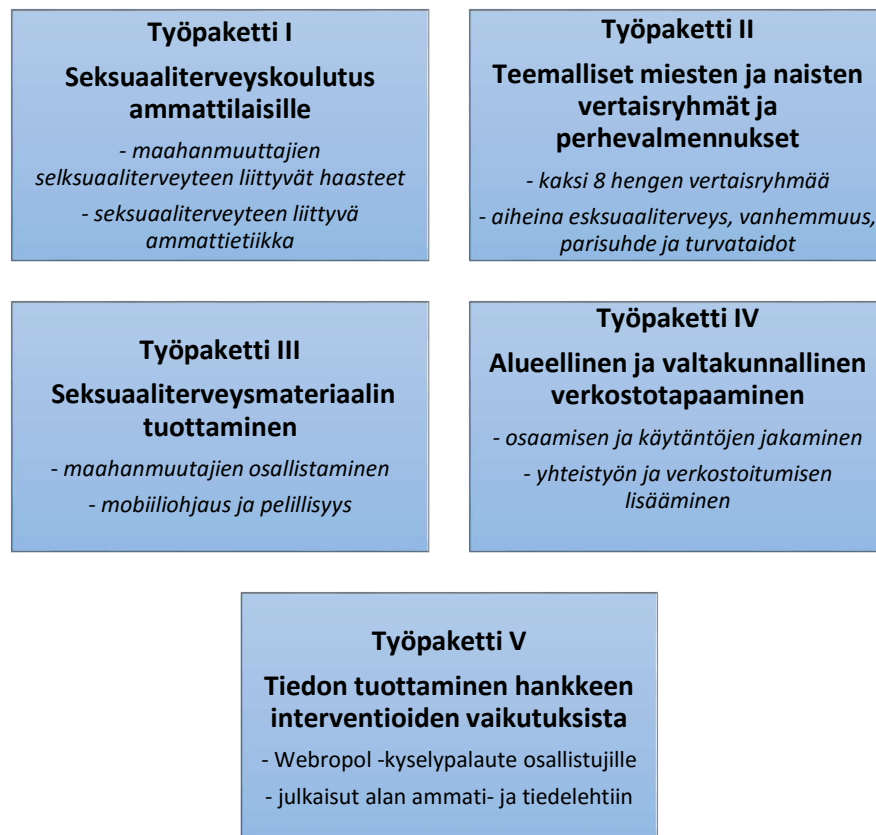 Työpaketti I
Seksuaaliterveyskoulutus
ammattilaisille
- maahanmuuttajien
selksuaaliterveyteen liittyvät haasteet
- seksuaaliterveyteen liittyvä
ammattietiikka
Työpaketti II
Teemalliset miesten ja naisten
vertaisryhmät ja
perhevalmennukset
- kaksi 8 hengen vertaisryhmää
- aiheina esksuaaliterveys, vanhemmuus,
parisuhde ja turvataidot
Työpaketti III
Seksuaaliterveysmateriaalin
tuottaminen
- maahanmuutajien osallistaminen
- mobiiliohjaus ja pelillisyys
Työpaketti IV
Alueellinen ja valtakunnallinen
verkostotapaaminen
- osaamisen ja käytäntöjen jakaminen
- yhteistyön ja verkostoitumisen
lisääminen
Työpaketti V
Tiedon tuottaminen hankkeen
interventioiden vaikutuksista
- Webropol -kyselypalaute osallistujille
- julkaisut alan ammati- ja tiedelehtiin